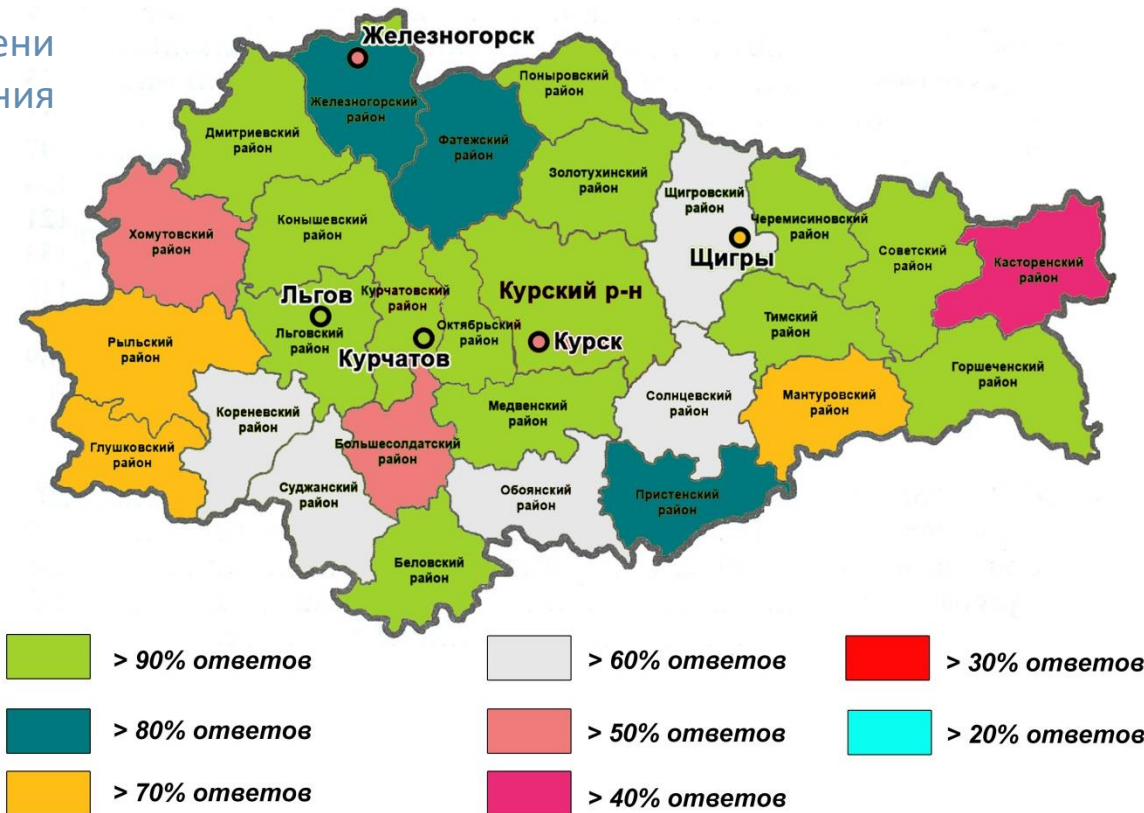 ени
ния
Железногорск
Поныровский
район
Железногорский
район
Дмитриевский
район
Фатежский
район
Золотухинский
район
Щигровский
район
Черемисиновский
район
Хомутовский
район
Конышевский
район
Советский
район
Касторенский
район
Щигры
Льгов
Курчатовский
район
Курский р-н
Льговский
район
Октябрьский
район
Тимский
район
Рыльский
район
Курчатов
Курск
Горшеченский
район
Медвенский
район
Солнцевский
район
Мантуровский
район
Кореневский
район
Глушковский
район
Большесолдатский
район
Суджанский
район
Обоянский
район
Пристенский
район
Беловский
район
> 90% ответов
> 60% ответов
> 30% ответов
> 80% ответов
> 50% ответов
> 20% ответов
> 70% ответов
> 40% ответов